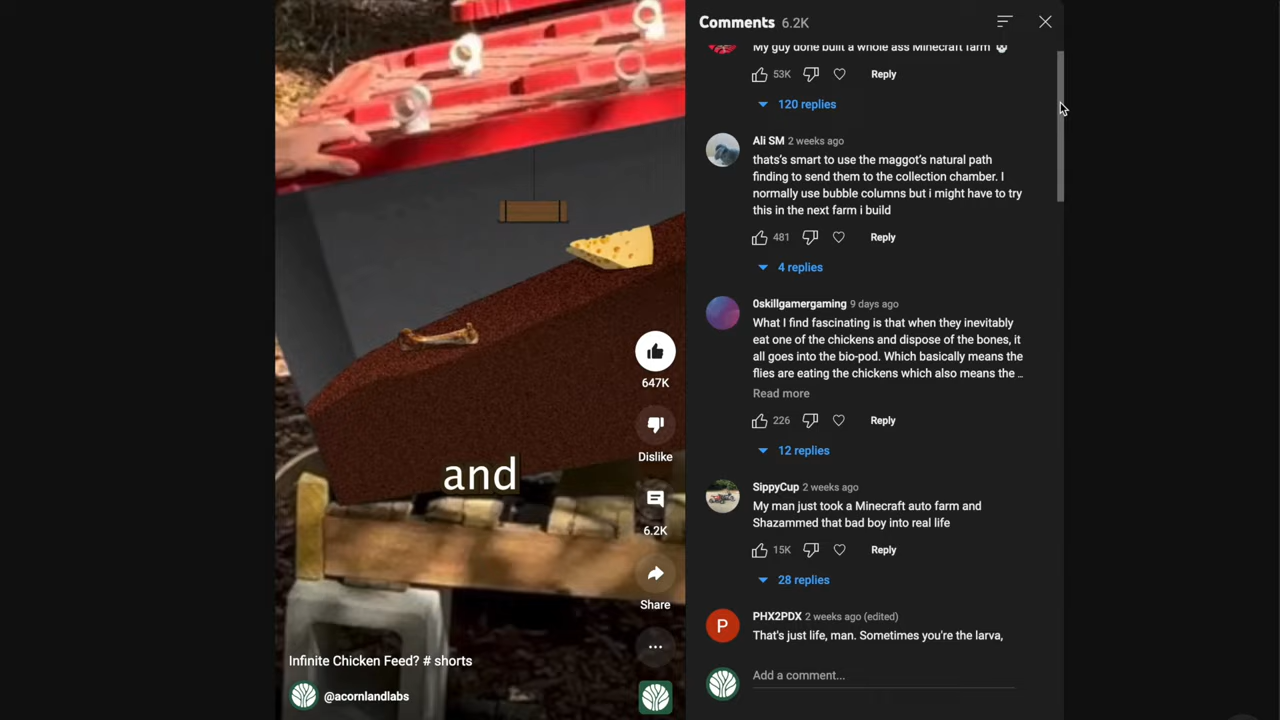 Comments 6.2K
My guy done built a whole ass Minecraft farm
53K Reply
120 replies
Ali SM 2 weeks ago
thats's smart to use the maggot's natural path
finding to send them to the collection chamber. I
normally use bubble columns but i might have to try
this in the next farm i build
481 Reply
4 replies
0skillgamergaming 9 days ago
What I find fascinating is that when they inevitably
eat one of the chickens and dispose of the bones, it
all goes into the bio-pod. Which basically means the
flies are eating the chickens which also means the ...
Read more
226 Reply
12 replies
SippyCup 2 weeks ago
My man just took a Minecraft auto farm and
Shazammed that bad boy into real life
15K Reply
28 replies
P
PHX2PDX 2 weeks ago (edited)
That's just life, man. Sometimes you're the larva,
Add a comment...
647K
Dislike
6.2K
Share
and
Infinite Chicken Feed? # shorts
@acornlandlabs